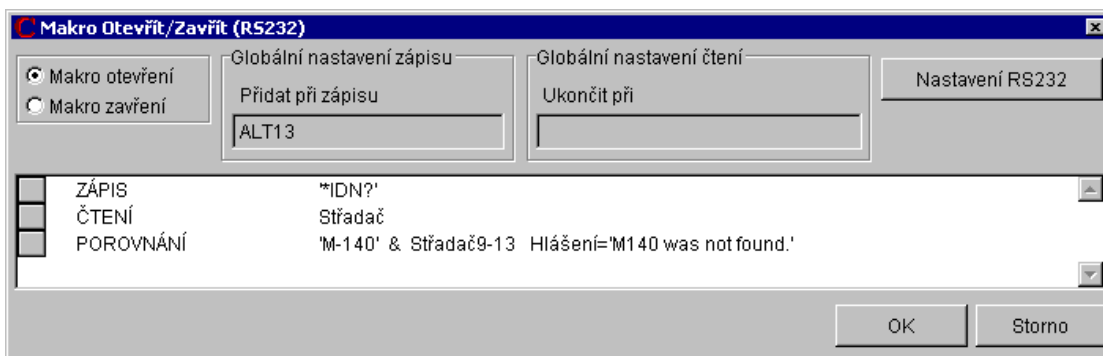 Makro Otevřít/Zavřít (RS232)
Makro otevření
Makro zavření
Globální nastavení zápisu
Přidat při zápisu
ALT13
Globální nastavení čtení
Ukončit při
Nastavení RS232
ZÁPIS '*IDN?'
ČTENÍ Střadač
POROVNÁNÍ 'M-140' & Střadač9-13 Hlášení='M140 was not found.'
OK Storno